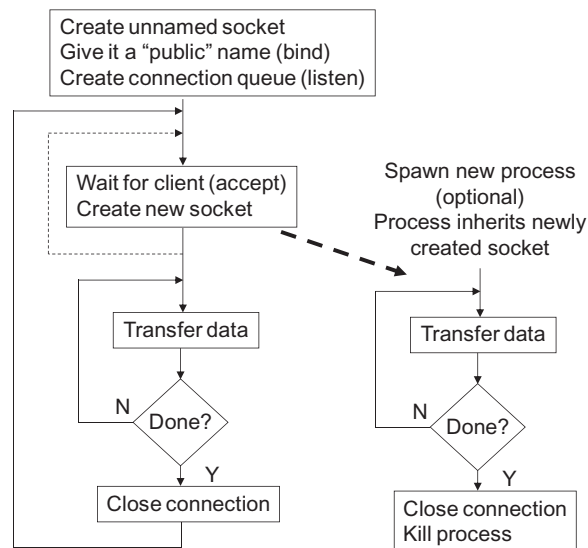 Create unnamed socket
Give it a “public” name (bind)
Create connection queue (listen)
Wait for client (accept)
Create new socket
Spawn new process
(optional)
Process inherits newly
created socket
Transfer data
N
Done?
Y
Close connection
Transfer data
N
Done?
Y
Close connection
Kill process